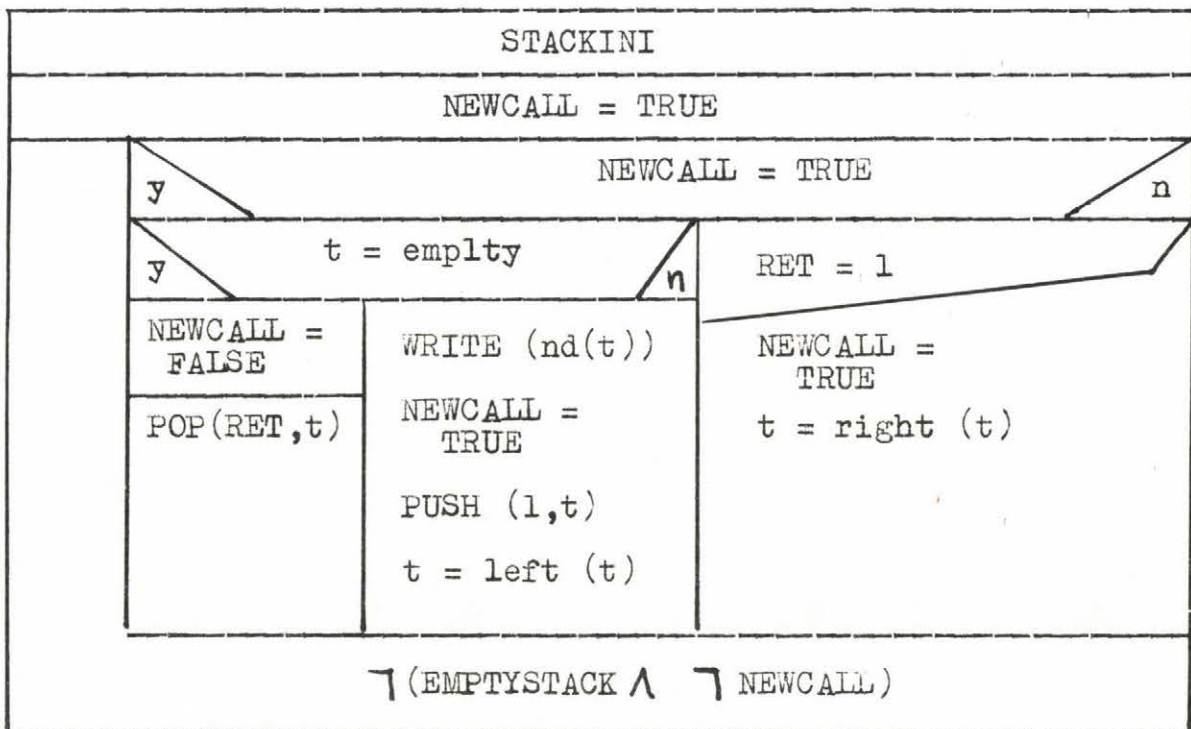 STACKINI
NEWCALL = TRUE
NEWCALL = TRUE
y
n
t = emplty
y
n
RET = 1
NEWCALL =
FALSE
POP(RET,t)
WRITE (nd(t))
NEWCALL =
TRUE
PUSH (1,t)
t = left (t)
NEWCALL =
TRUE
t = right (t)
¬(EMPTYSTACK ∧ ¬ NEWCALL)